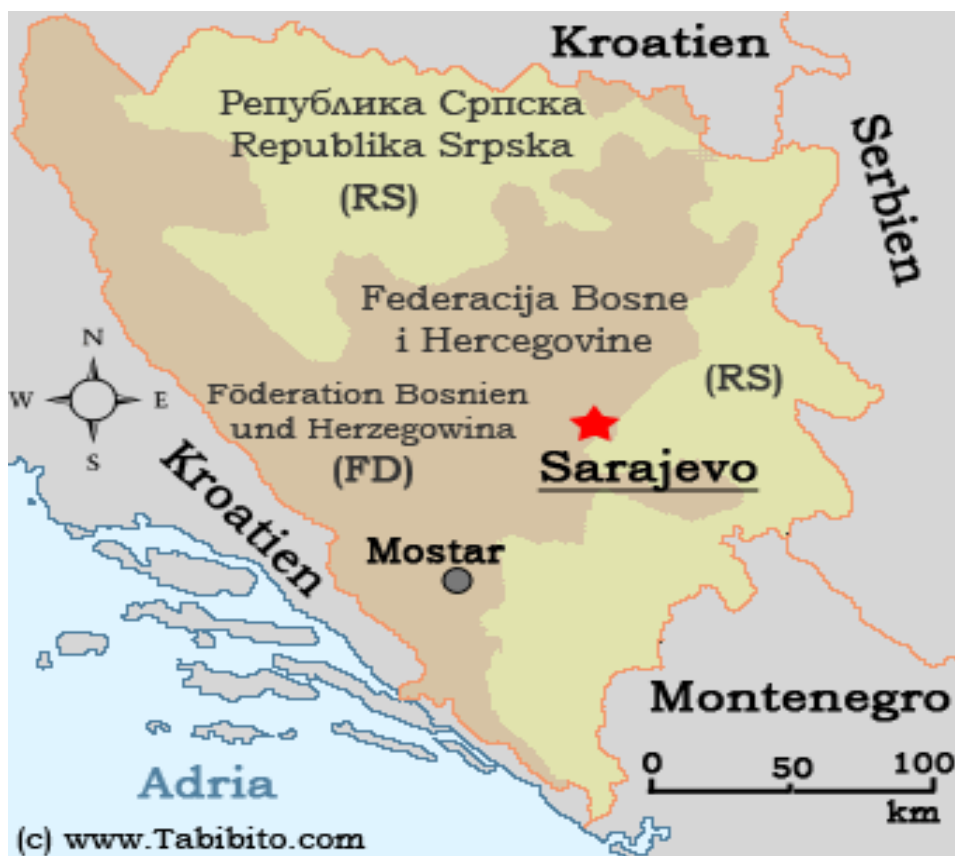 Kroatien
Република Српска
Republika Srpska
(RS)
Serbien
Federacija Bosne
i Hercegovine
(RS)
N
W E
S
Föderation Bosnien
und Herzegowina
(FD)
Sarajevo
Kroatien
Mostar
Montenegro
0 50 100
km
Adria
(c) www.Tabibito.com